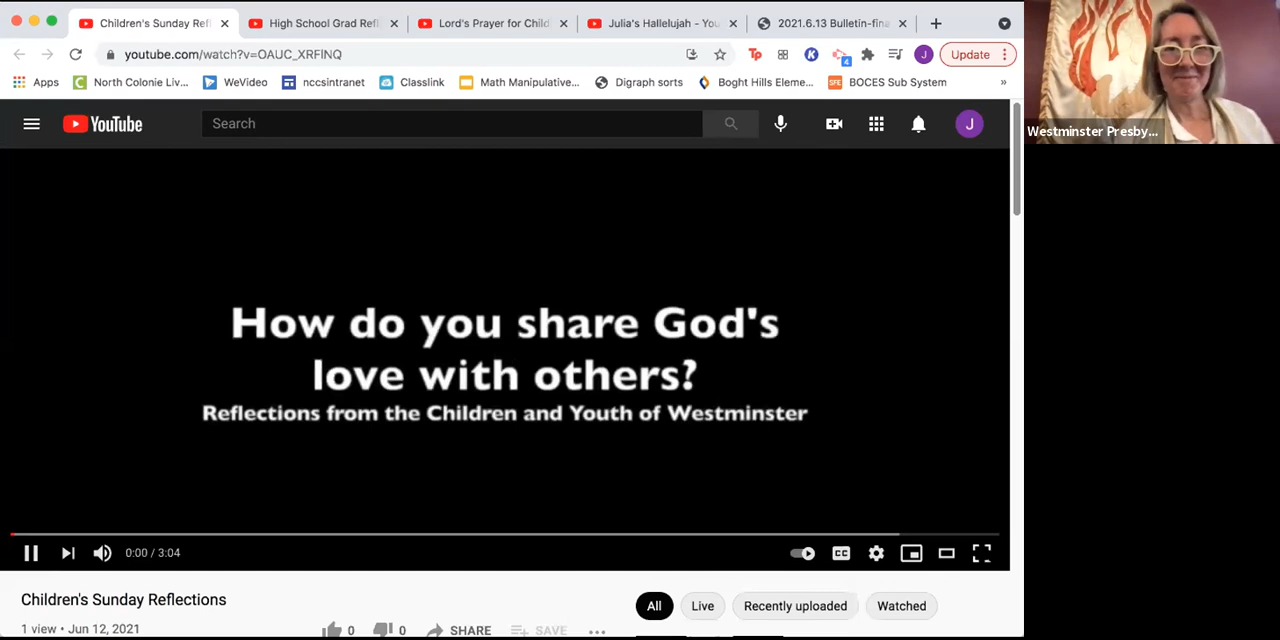 Children's Sunday Refl
High School Grad Refl
Lord's Prayer for Child
Julia's Hallelujah - You
2021.6.13 Bulletin-fina
youtube.com/watch?v=OAUC_XRFlNQ
Update
Apps
North Colonie Liv...
WeVideo
nccsintranet
Classlink
Math Manipulative...
Digraph sorts
Boght Hills Eleme...
BOCES Sub System
»
YouTube
Search
J
How do you share God's
love with others?
Reflections from the Children and Youth of Westminster
0:00 / 3:04
CC
Children's Sunday Reflections
1 view • Jun 12, 2021
0
0
SHARE
SAVE
All
Live
Recently uploaded
Watched
Westminster Presby...